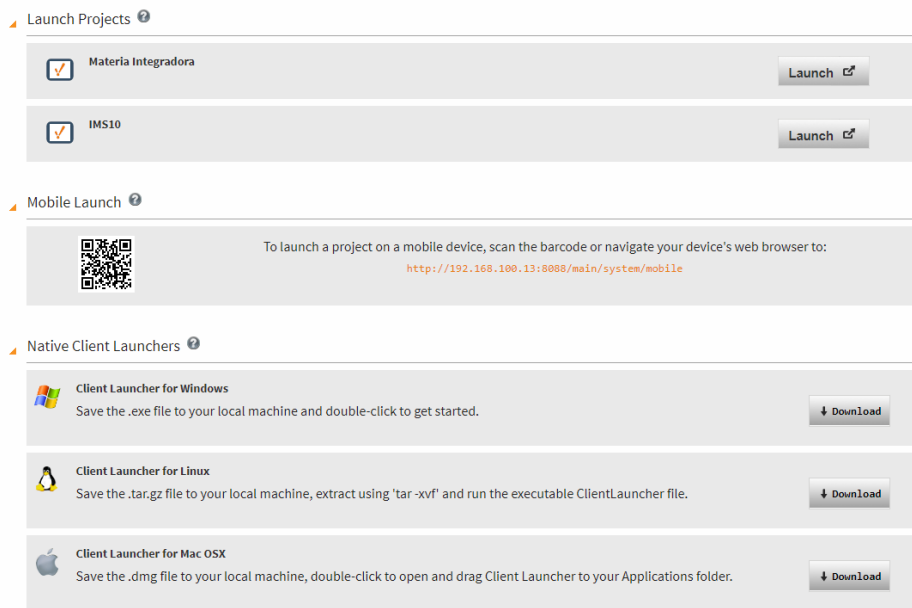 Launch Projects
Materia Integradora
Launch
IMS10
Launch
Mobile Launch
To launch a project on a mobile device, scan the barcode or navigate your device's web browser to:
http://192.168.100.13:8088/main/system/mobile
Native Client Launchers
Client Launcher for Windows
Save the .exe file to your local machine and double-click to get started.
Download
Client Launcher for Linux
Save the .tar.gz file to your local machine, extract using 'tar -xvf' and run the executable ClientLauncher file.
Download
Client Launcher for Mac OSX
Save the .dmg file to your local machine, double-click to open and drag Client Launcher to your Applications folder.
Download